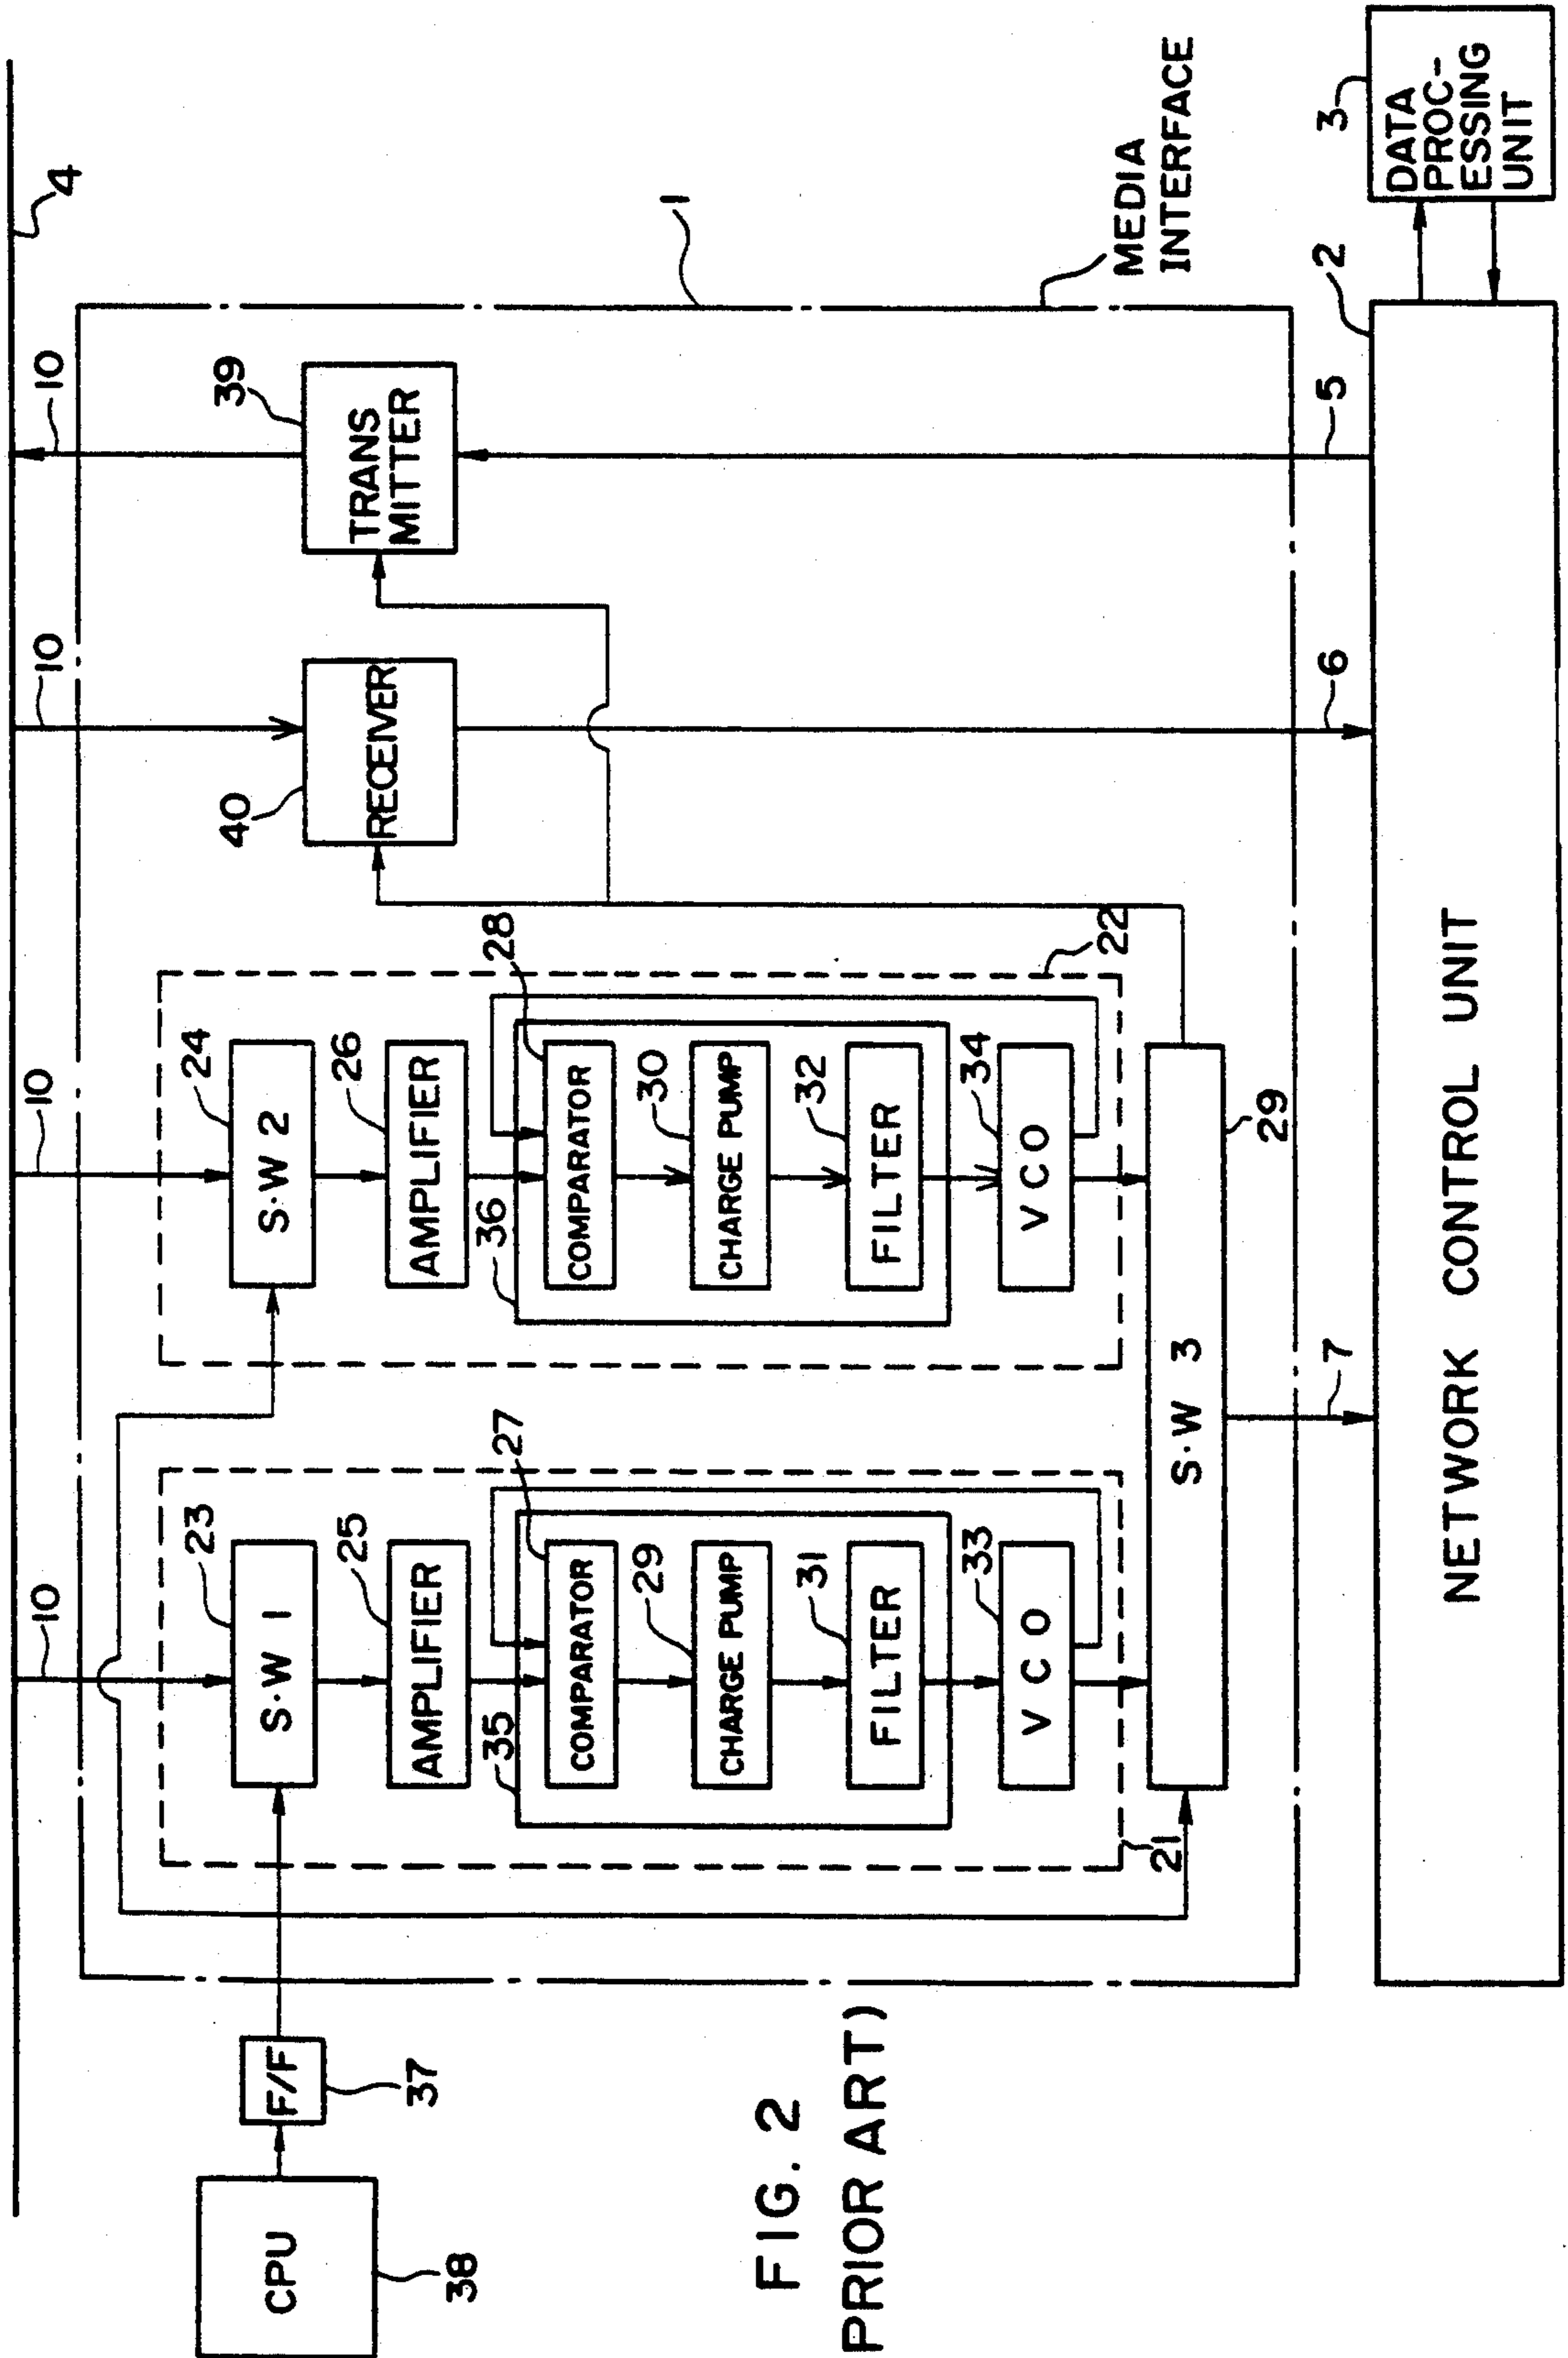 4
10
10
10
10
1
MEDIA
INTERFACE
CPU
38
F/F
37
23
S·W 1
25
AMPLIFIER
35
27
COMPARATOR
29
CHARGE PUMP
31
FILTER
33
V C O
21
24
S·W 2
26
AMPLIFIER
36
28
COMPARATOR
30
CHARGE PUMP
32
FILTER
34
V C O
22
S·W 3
29
40
RECEIVER
39
TRANS
MITTER
7
6
5
2
NETWORK CONTROL UNIT
3
DATA
PROC-
ESSING
UNIT
FIG. 2
PRIOR ART)